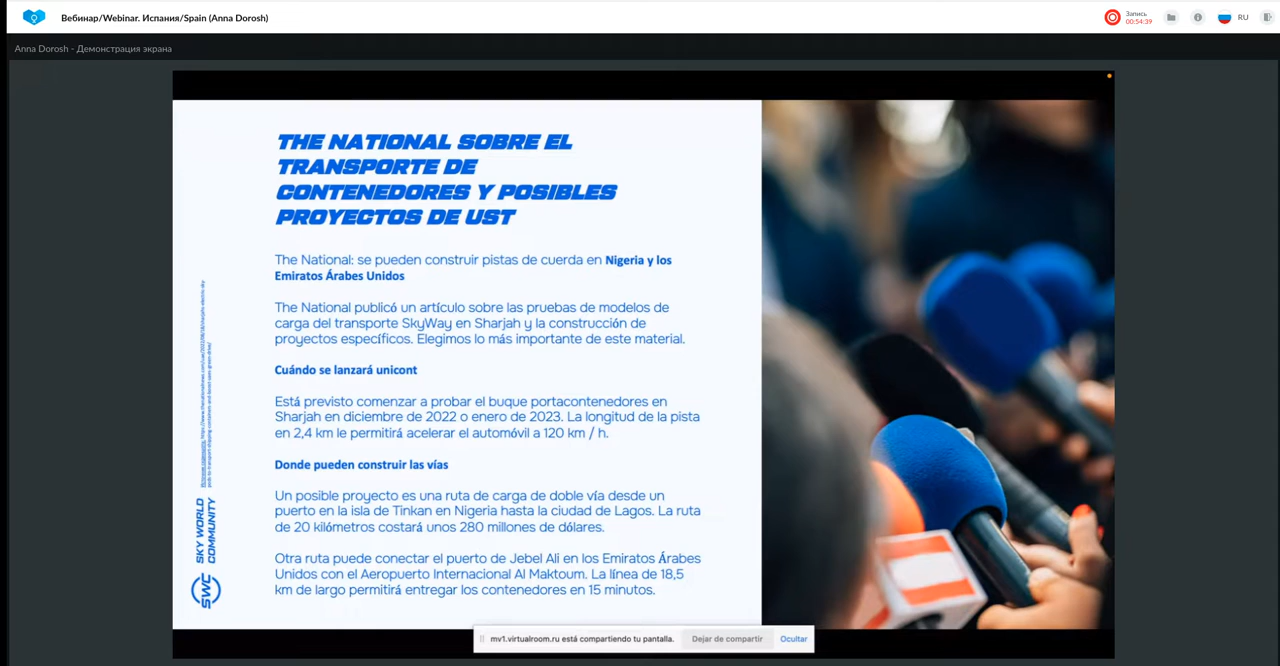 Вебинар/Webinar. Испания/Spain (Anna Dorosh)
Запись
00:54:39
RU
Anna Dorosh - Демонстрация экрана
THE NATIONAL SOBRE EL
TRANSPORTE DE
CONTENEDORES Y POSIBLES
PROYECTOS DE UST
The National: se pueden construir pistas de cuerda en Nigeria y los
Emiratos Árabes Unidos
The National publicó un artículo sobre las pruebas de modelos de
carga del transporte SkyWay en Sharjah y la construcción de
proyectos específicos. Elegimos lo más importante de este material.
Cuándo se lanzará unicont
Está previsto comenzar a probar el buque portacontenedores en
Sharjah en diciembre de 2022 o enero de 2023. La longitud de la pista
en 2,4 km le permitirá acelerar el automóvil a 120 km / h.
Donde pueden construir las vías
Un posible proyecto es una ruta de carga de doble vía desde un
puerto en la isla de Tinkan en Nigeria hasta la ciudad de Lagos. La ruta
de 20 kilómetros costará unos 280 millones de dólares.
Otra ruta puede conectar el puerto de Jebel Ali en los Emiratos Árabes
Unidos con el Aeropuerto Internacional Al Maktoum. La línea de 18,5
km de largo permitirá entregar los contenedores en 15 minutos.
SWC
SKY WORLD
COMMUNITY
mv1.virtualroom.ru está compartiendo tu pantalla.
Dejar de compartir
Ocultar